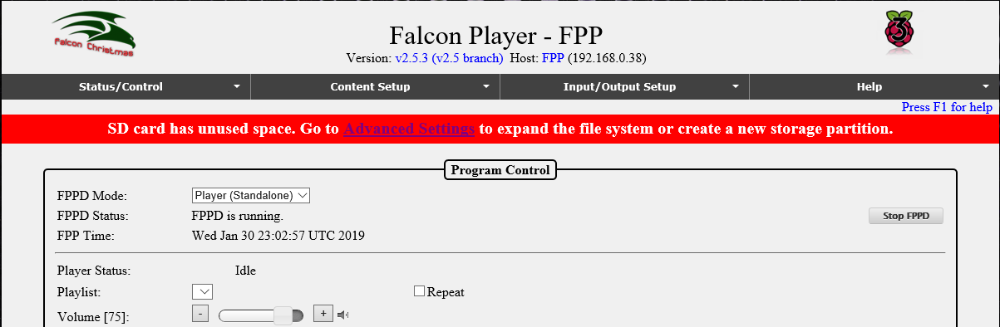 Falcon Christmas
3
Falcon Player - FPP
Version: v2.5.3 (v2.5 branch) Host: FPP (192.168.0.38)
Status/Control Content Setup Input/Output Setup Help
Press F1 for help
SD card has unused space. Go to Advanced Settings to expand the file system or create a new storage partition.
Program Control
FPPD Mode: Player (Standalone)
FPPD Status: FPPD is running. Stop FPPD
FPP Time: Wed Jan 30 23:02:57 UTC 2019
Player Status: Idle
Playlist: Repeat
Volume [75]: - +